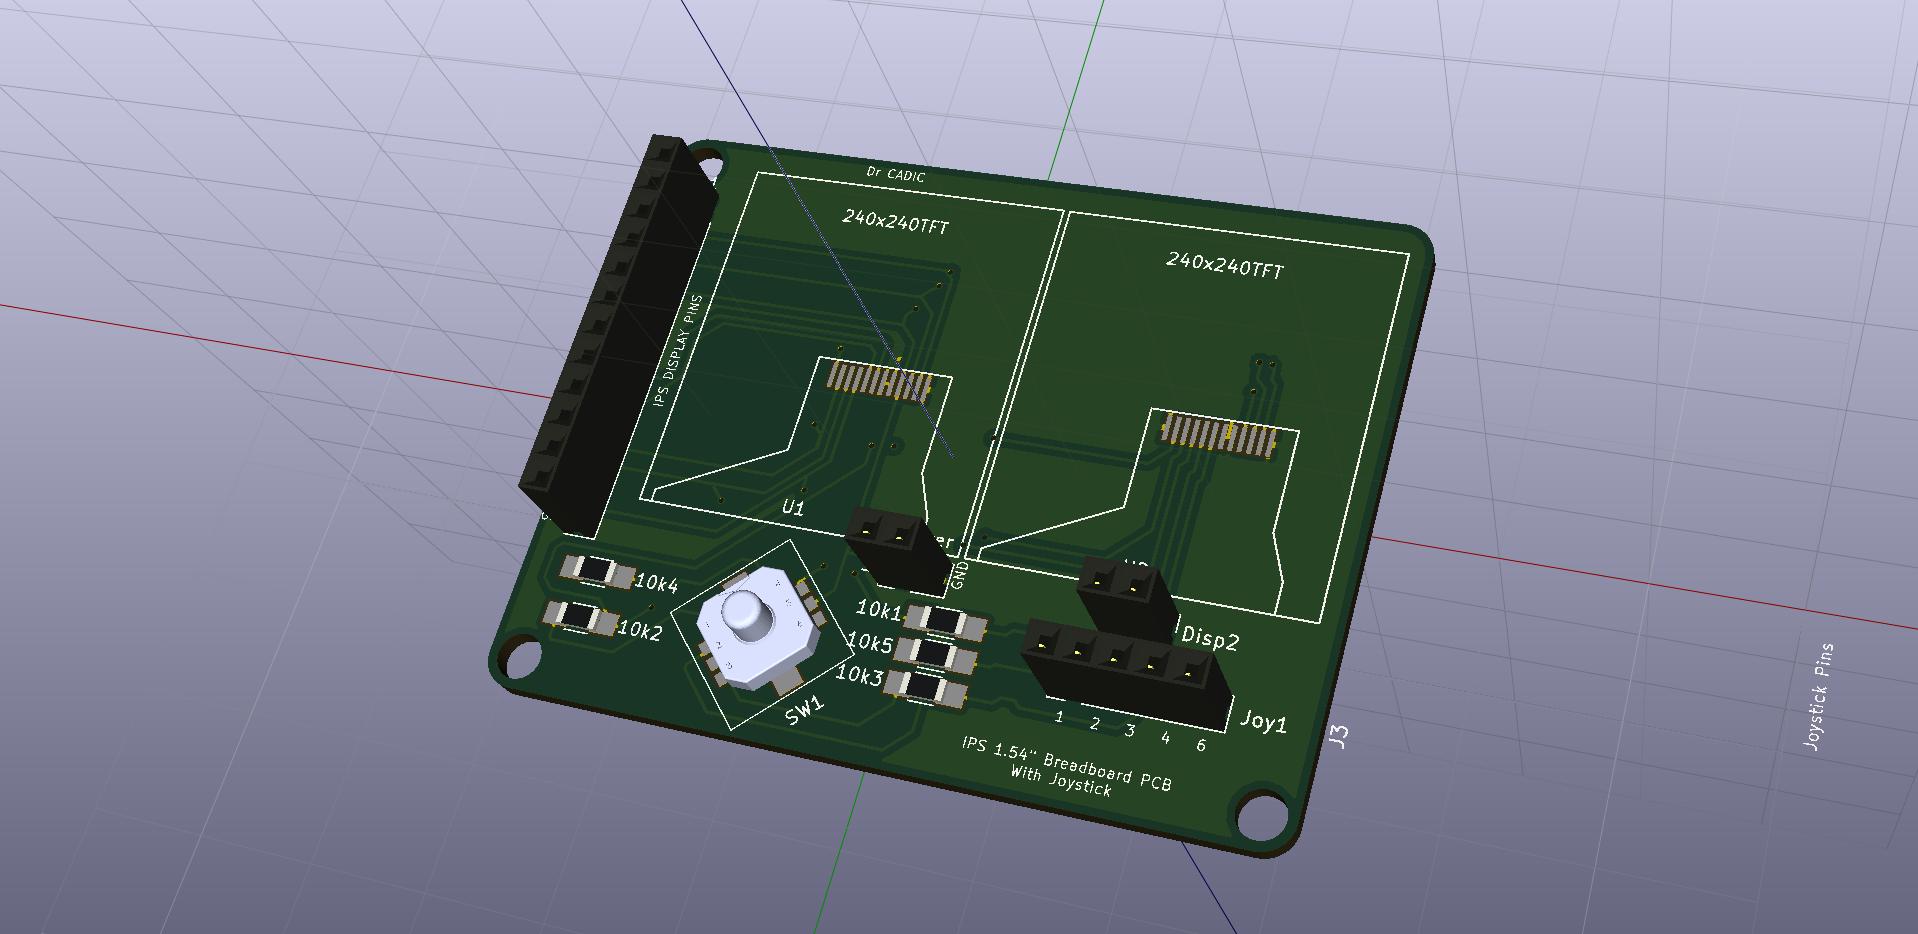 Dr CADIC
240x240TFT
240x240TFT
IPS DISPLAY PINS
U1
GND
10k4
10k2
10k1
10k5
10k3
SW1
Disp2
Joy1
1 2 3 4 6
J3
Joystick Pins
IPS 1.54" Breadboard PCB
With Joystick